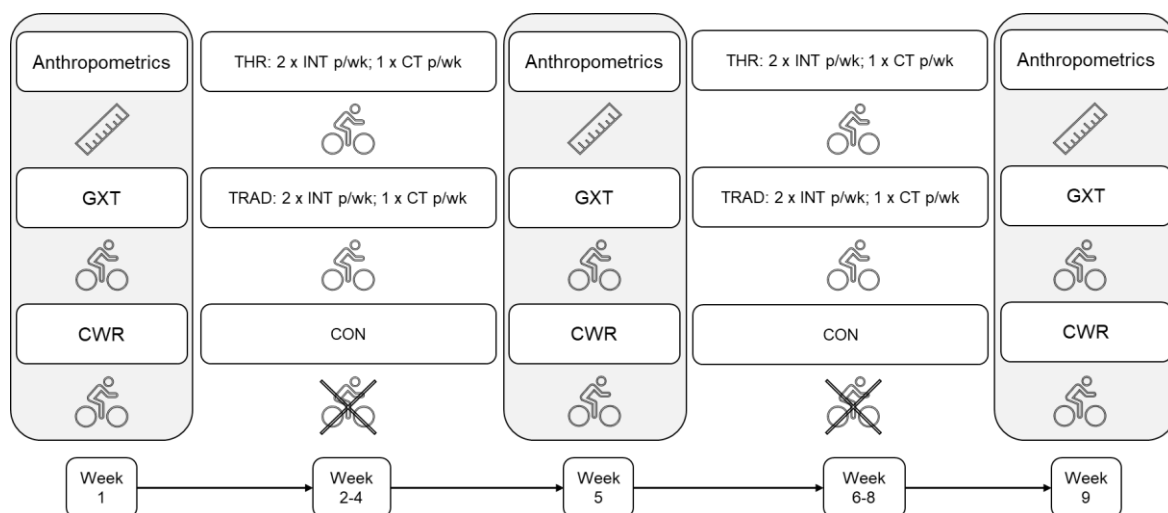 Anthropometrics
THR: 2 x INT p/wk; 1 x CT p/wk
Anthropometrics
THR: 2 x INT p/wk; 1 x CT p/wk
Anthropometrics
GXT
TRAD: 2 x INT p/wk; 1 x CT p/wk
GXT
TRAD: 2 x INT p/wk; 1 x CT p/wk
GXT
CWR
CON
CWR
CON
CWR
Week
1
Week
2-4
Week
5
Week
6-8
Week
9